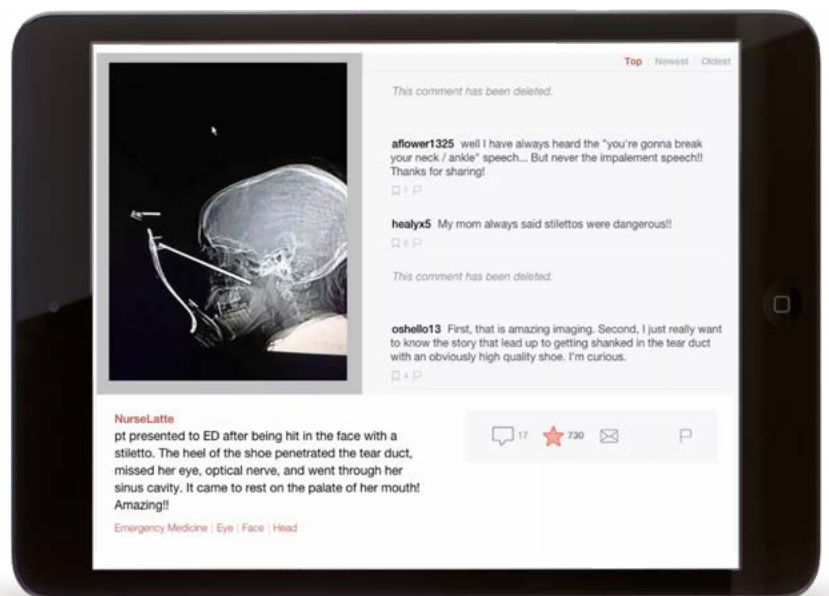 Top Newest Oldest
This comment has been deleted.
aflower1325 well I have always heard the "you're gonna break
your neck / ankle" speech... But never the impalement speech!!
Thanks for sharing!
7
healyx5 My mom always said stilettos were dangerous!!
6
This comment has been deleted.
oshello13 First, that is amazing imaging. Second, I just really want
to know the story that lead up to getting shanked in the tear duct
with an obviously high quality shoe. I'm curious.
4
NurseLatte
pt presented to ED after being hit in the face with a
stiletto. The heel of the shoe penetrated the tear duct,
missed her eye, optical nerve, and went through her
sinus cavity. It came to rest on the palate of her mouth!
Amazing!!
Emergency Medicine | Eye | Face | Head
17 730